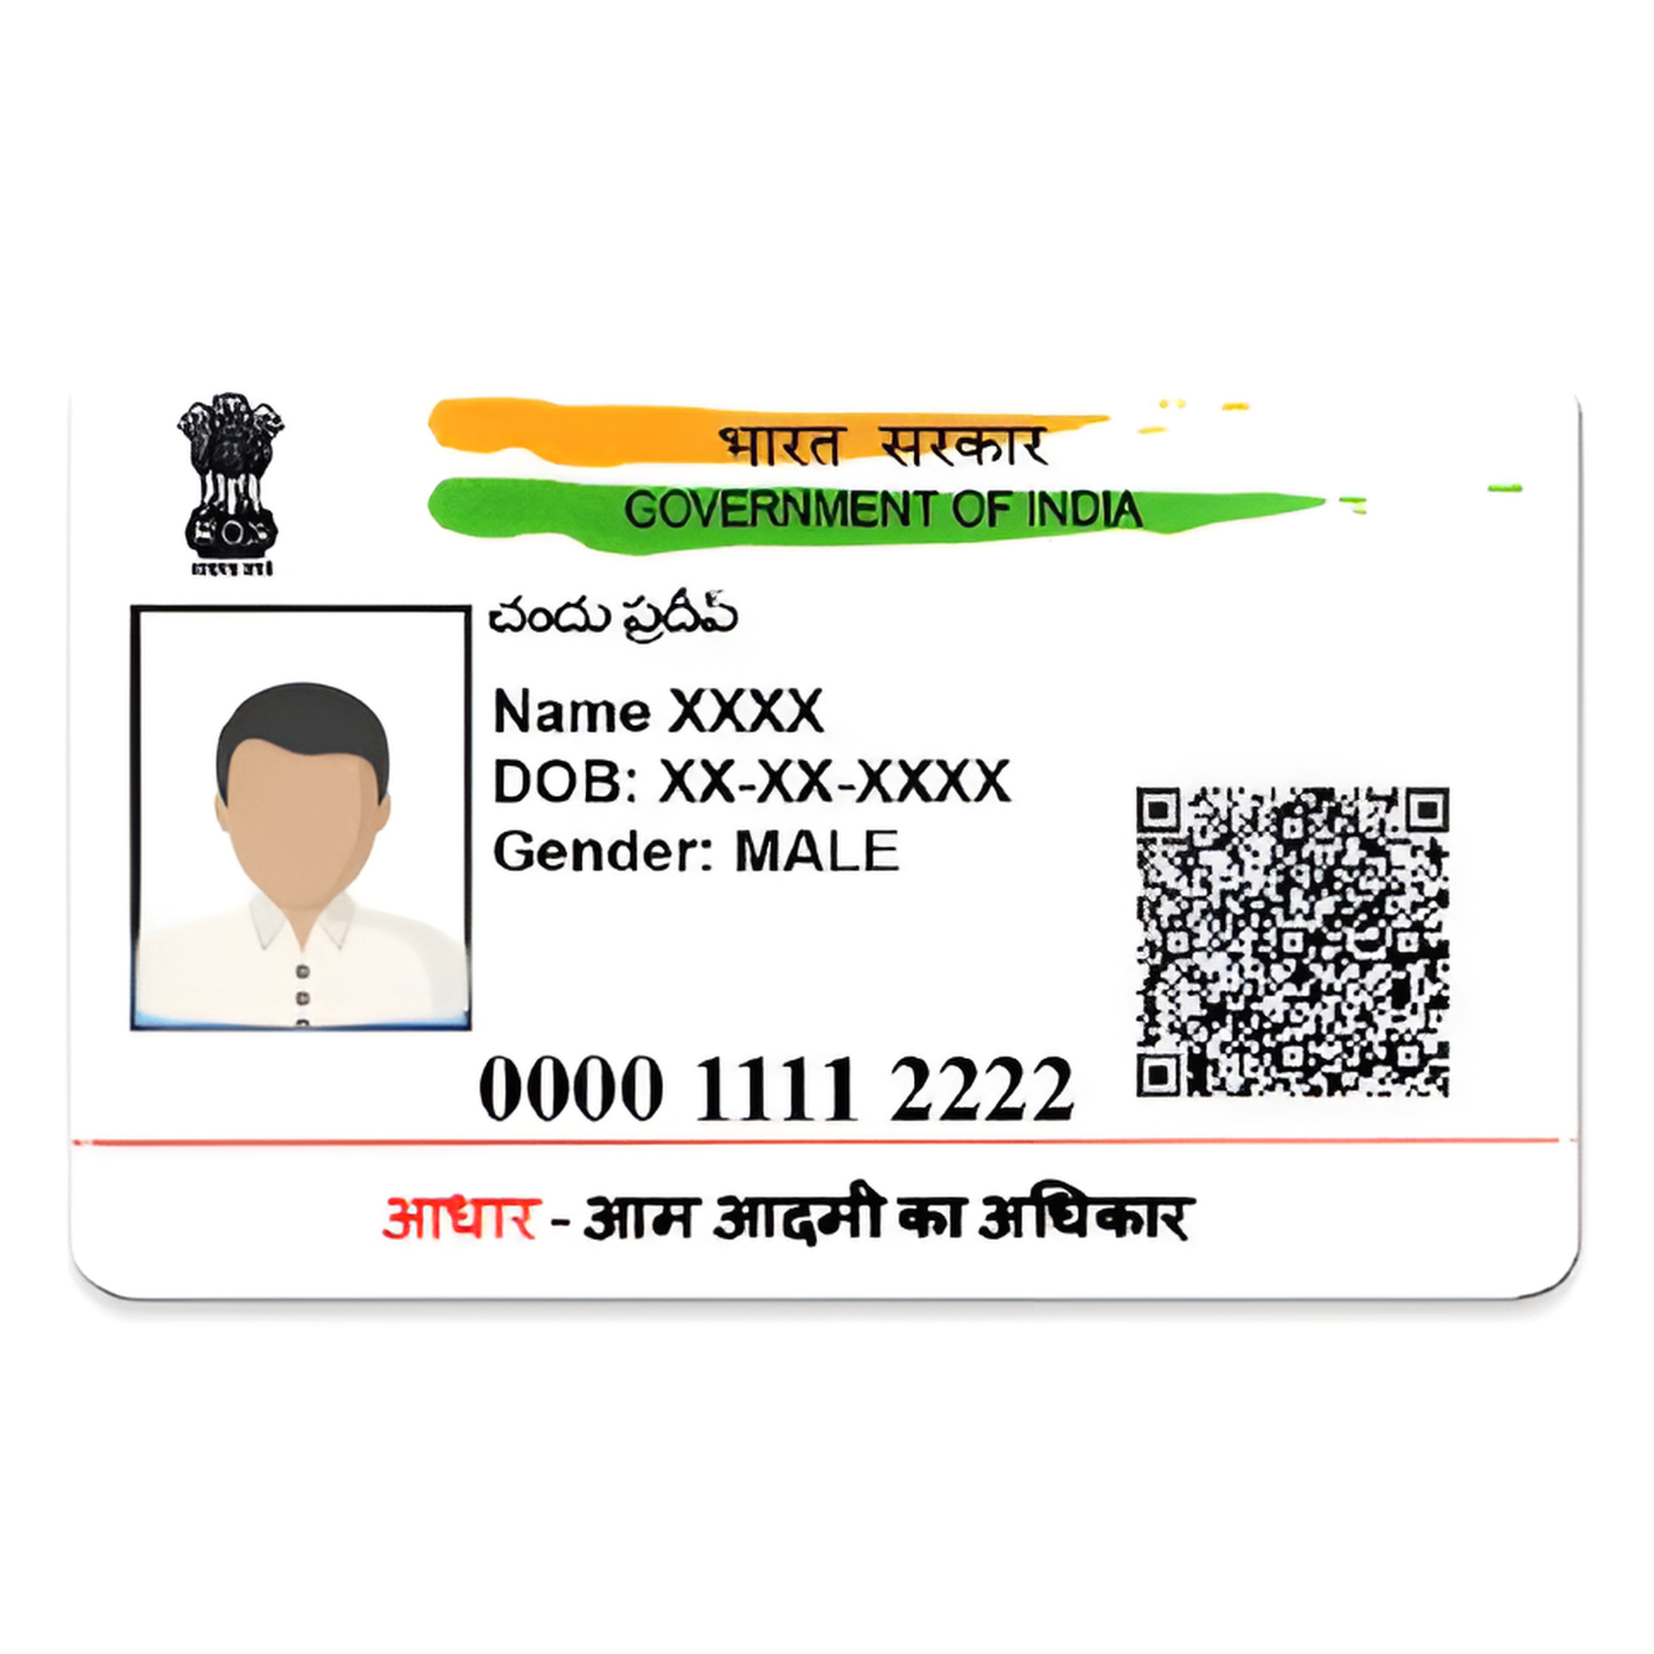 भारत सरकार
GOVERNMENT OF INDIA
చందు ప్రదీప్
Name XXXX
DOB: XX-XX-XXXX
Gender: MALE
0000 1111 2222
आधार - आम आदमी का अधिकार